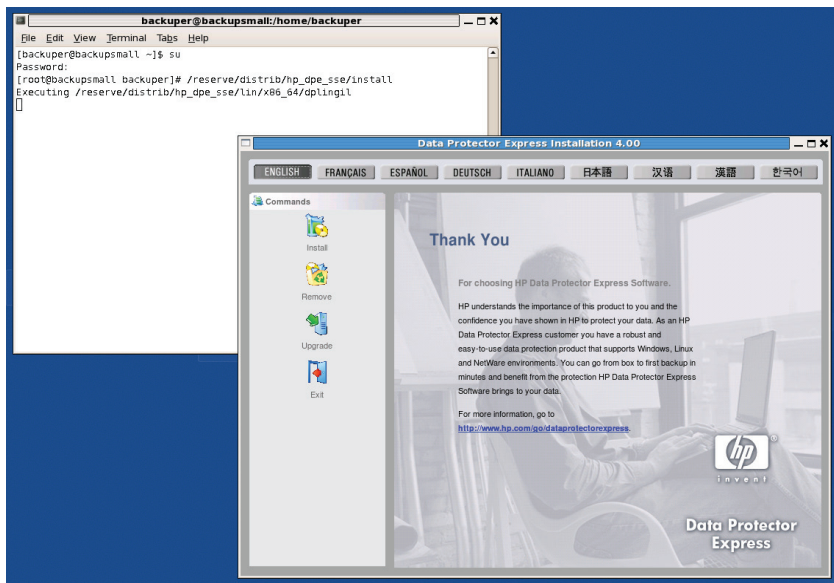 backuper@backupsmall:/home/backuper
File Edit View Terminal Tabs Help
[backuper@backupsmall ~]$ su
Password:
[root@backupsmall backuper]# /reserve/distrib/hp_dpe_sse/install
Executing /reserve/distrib/hp_dpe_sse/lin/x86_64/dplingil
Data Protector Express Installation 4.00
ENGLISH FRANÇAIS ESPAÑOL DEUTSCH ITALIANO 日本語 汉语 漢語 한국어
Commands
Install
Remove
Upgrade
Exit
Thank You
For choosing HP Data Protector Express Software.
HP understands the importance of this product to you and the
confidence you have shown in HP to protect your data. As an HP
Data Protector Express customer you have a robust and
easy-to-use data protection product that supports Windows, Linux
and NetWare environments. You can go from box to first backup in
minutes and benefit from the protection HP Data Protector Express
Software brings to your data.
For more information, go to
http://www.hp.com/go/dataprotectorexpress.
hp®
invent
Data Protector
Express